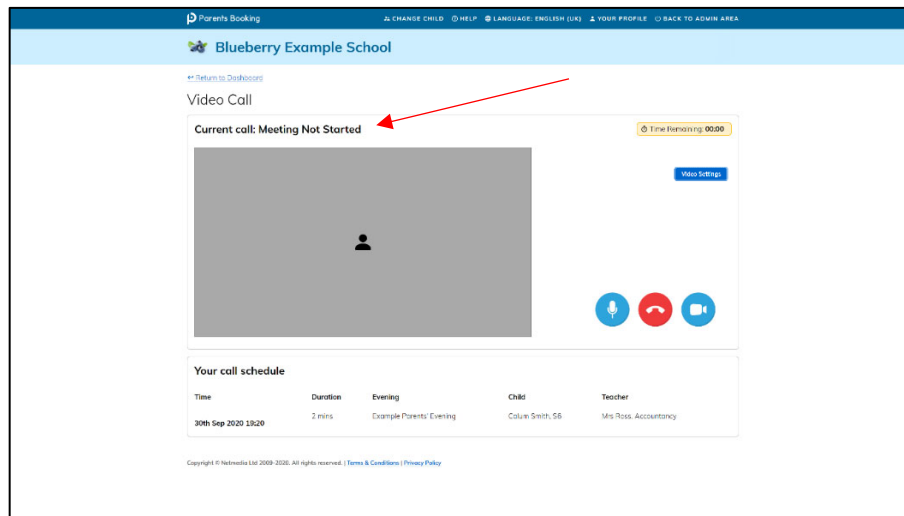 Parents Booking
CHANGE CHILD HELP LANGUAGE: ENGLISH (UK) YOUR PROFILE BACK TO ADMIN AREA
Blueberry Example School
Return to Dashboard
Video Call
Current call: Meeting Not Started
Time Remaining: 00:00
Video Settings
Your call schedule
Time Duration Evening Child Teacher
30th Sep 2020 19:20 2 mins Example Parents' Evening Calum Smith, S6 Mrs Ross, Accountancy
Copyright © Netmedia Ltd 2009-2020. All rights reserved. | Terms & Conditions | Privacy Policy